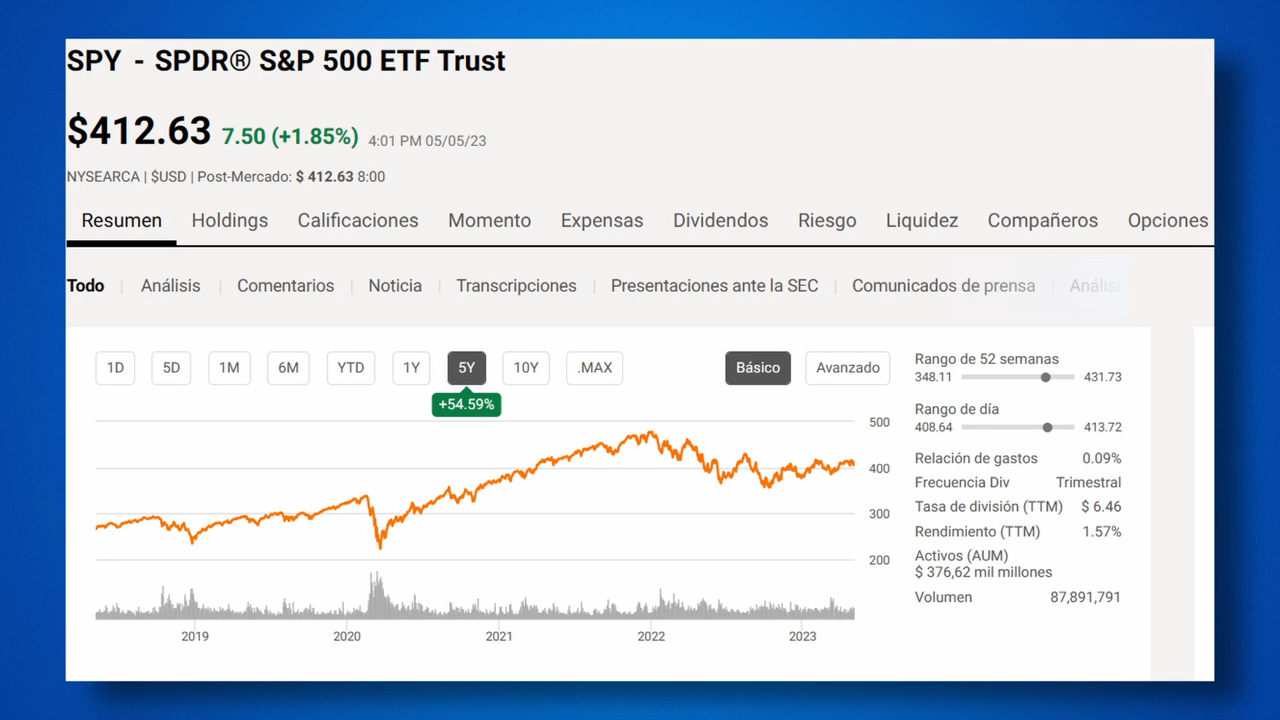 SPY - SPDR® S&P 500 ETF Trust
$412.63 7.50 (+1.85%) 4:01 PM 05/05/23
NYSEARCA | $USD | Post-Mercado: $ 412.63 8:00
Resumen Holdings Calificaciones Momento Expensas Dividendos Riesgo Liquidez Compañeros Opciones
Todo | Análisis | Comentarios | Noticia | Transcripciones | Presentaciones ante la SEC | Comunicados de prensa | Análisi
1D 5D 1M 6M YTD 1Y 5Y 10Y .MAX Básico Avanzado
+54.59%
500
400
300
200
2019 2020 2021 2022 2023
Rango de 52 semanas
348.11 431.73
Rango de día
408.64 413.72
Relación de gastos 0.09%
Frecuencia Div Trimestral
Tasa de división (TTM) $ 6.46
Rendimiento (TTM) 1.57%
Activos (AUM)
$ 376,62 mil millones
Volumen 87,891,791